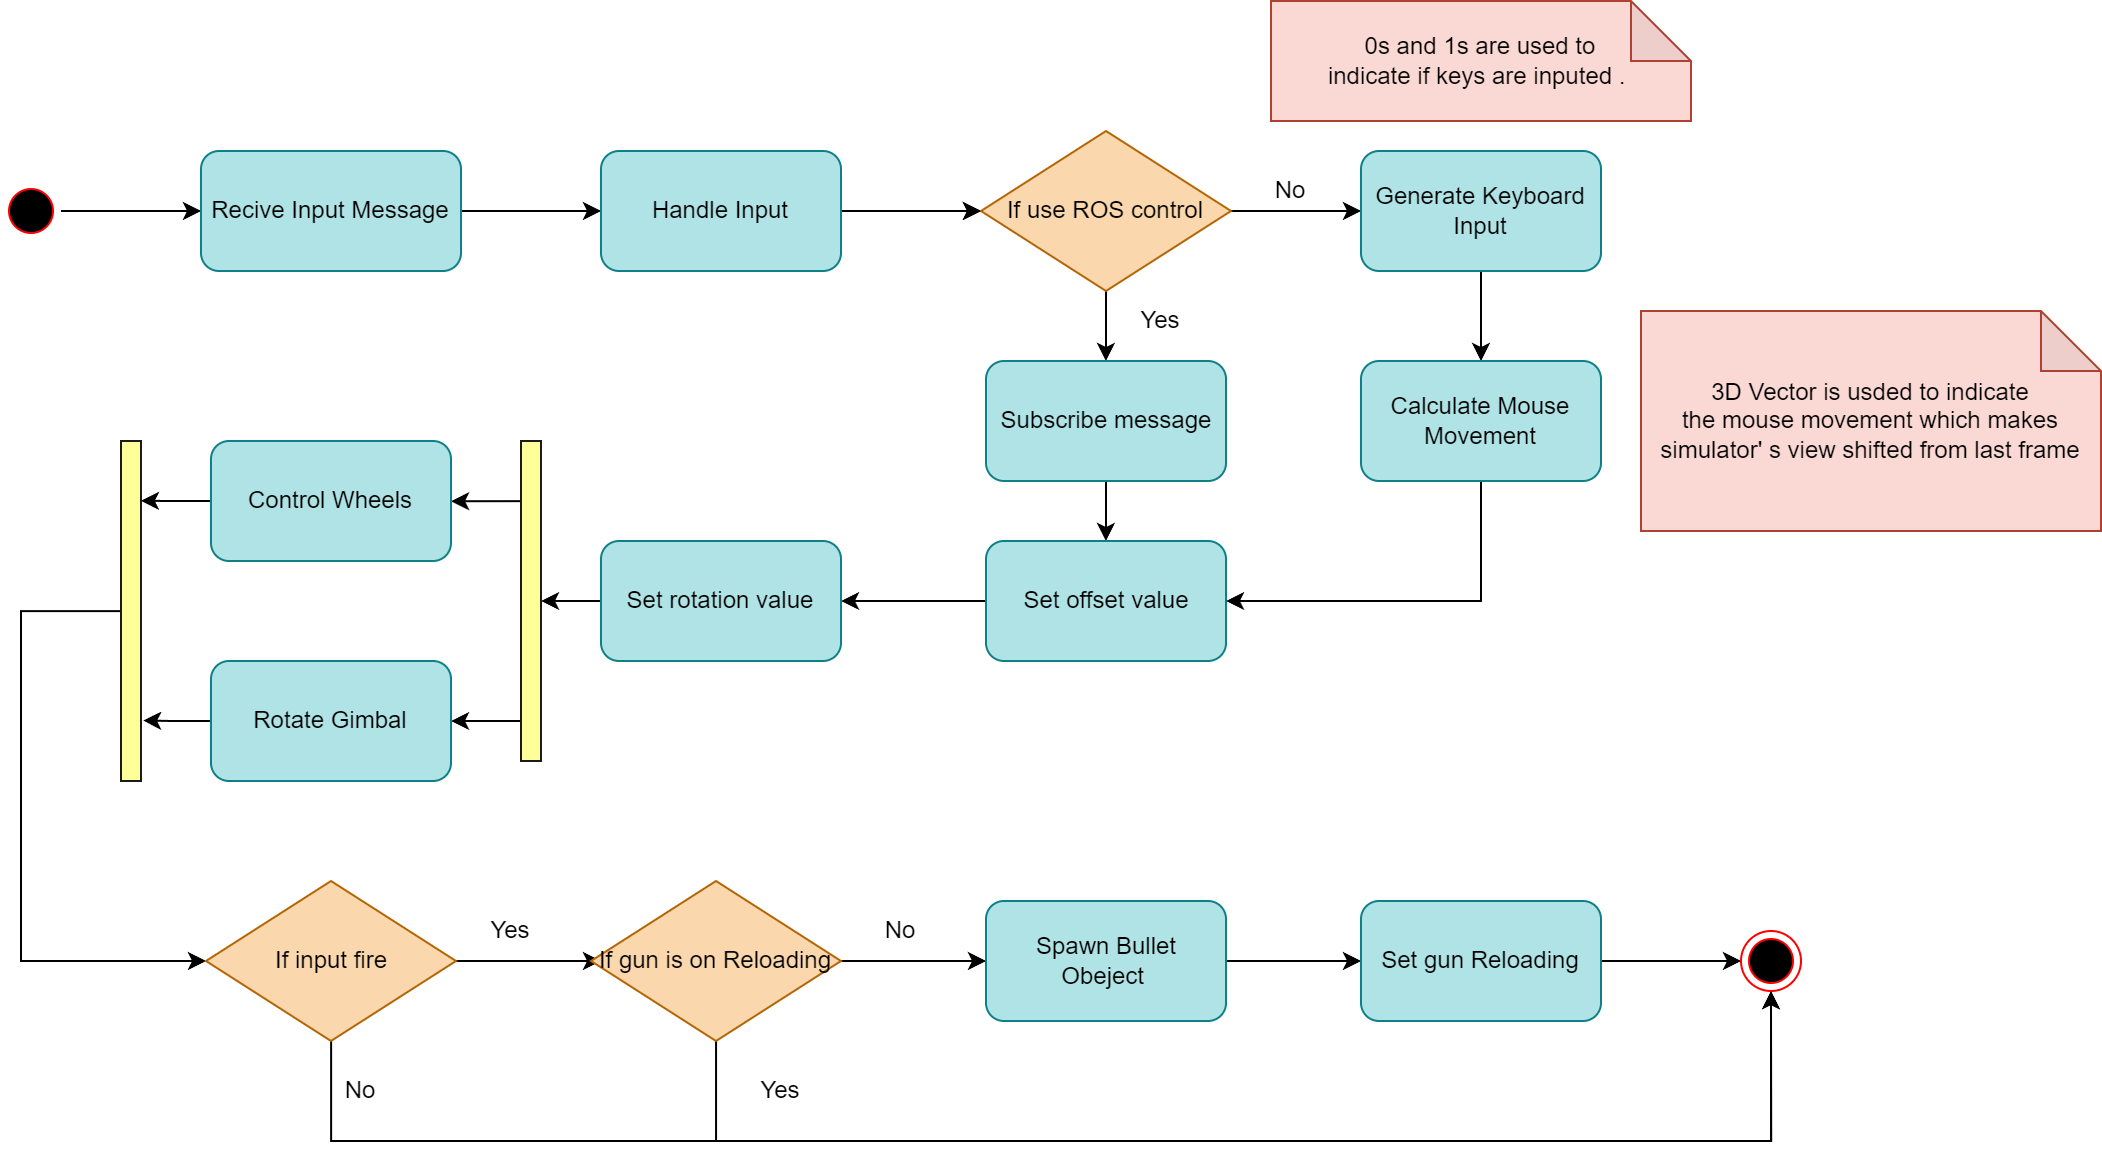 0s and 1s are used to
indicate if keys are inputed .
Recive Input Message
Handle Input
If use ROS control
No
Generate Keyboard
Input
Yes
Subscribe message
Calculate Mouse
Movement
3D Vector is usded to indicate
the mouse movement which makes
simulator' s view shifted from last frame
Control Wheels
Set rotation value
Set offset value
Rotate Gimbal
If input fire
Yes
If gun is on Reloading
No
Spawn Bullet
Obeject
Set gun Reloading
No
Yes